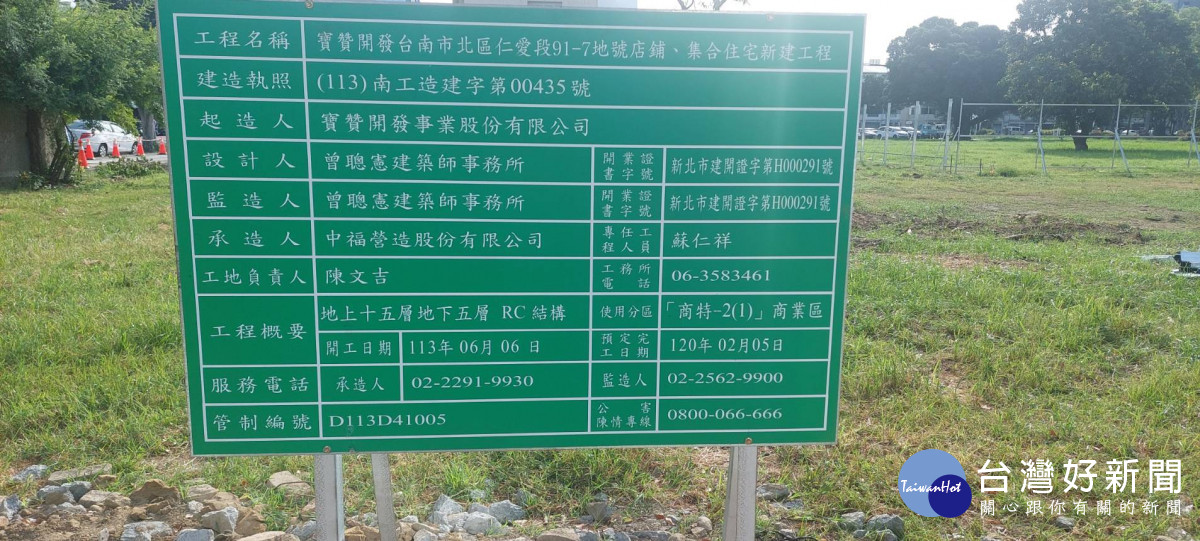 工程名稱 寶贊開發台南市北區仁愛段91-7地號店鋪、集合住宅新建工程
建造執照 (113)南工造建字第00435號
起造人 寶贊開發事業股份有限公司
設計人 曾聰憲建築師事務所 開業證書字號 新北市建開證字第H000291號
監造人 曾聰憲建築師事務所 開業證書字號 新北市建開證字第H000291號
承造人 中福營造股份有限公司 專任工程人員 蘇仁祥
工地負責人 陳文吉 工務所電話 06-3583461
工程概要 地上十五層地下五層 RC結構 使用分區 「商特-2(1)」商業區
開工日期 113年06月06日 預定完工日期 120年02月05日
服務電話 承造人 02-2291-9930 監造人 02-2562-9900
管制編號 D113D41005 公害陳情專線 0800-066-666
TaiwanHot 台灣好新聞
關心跟你有關的新聞